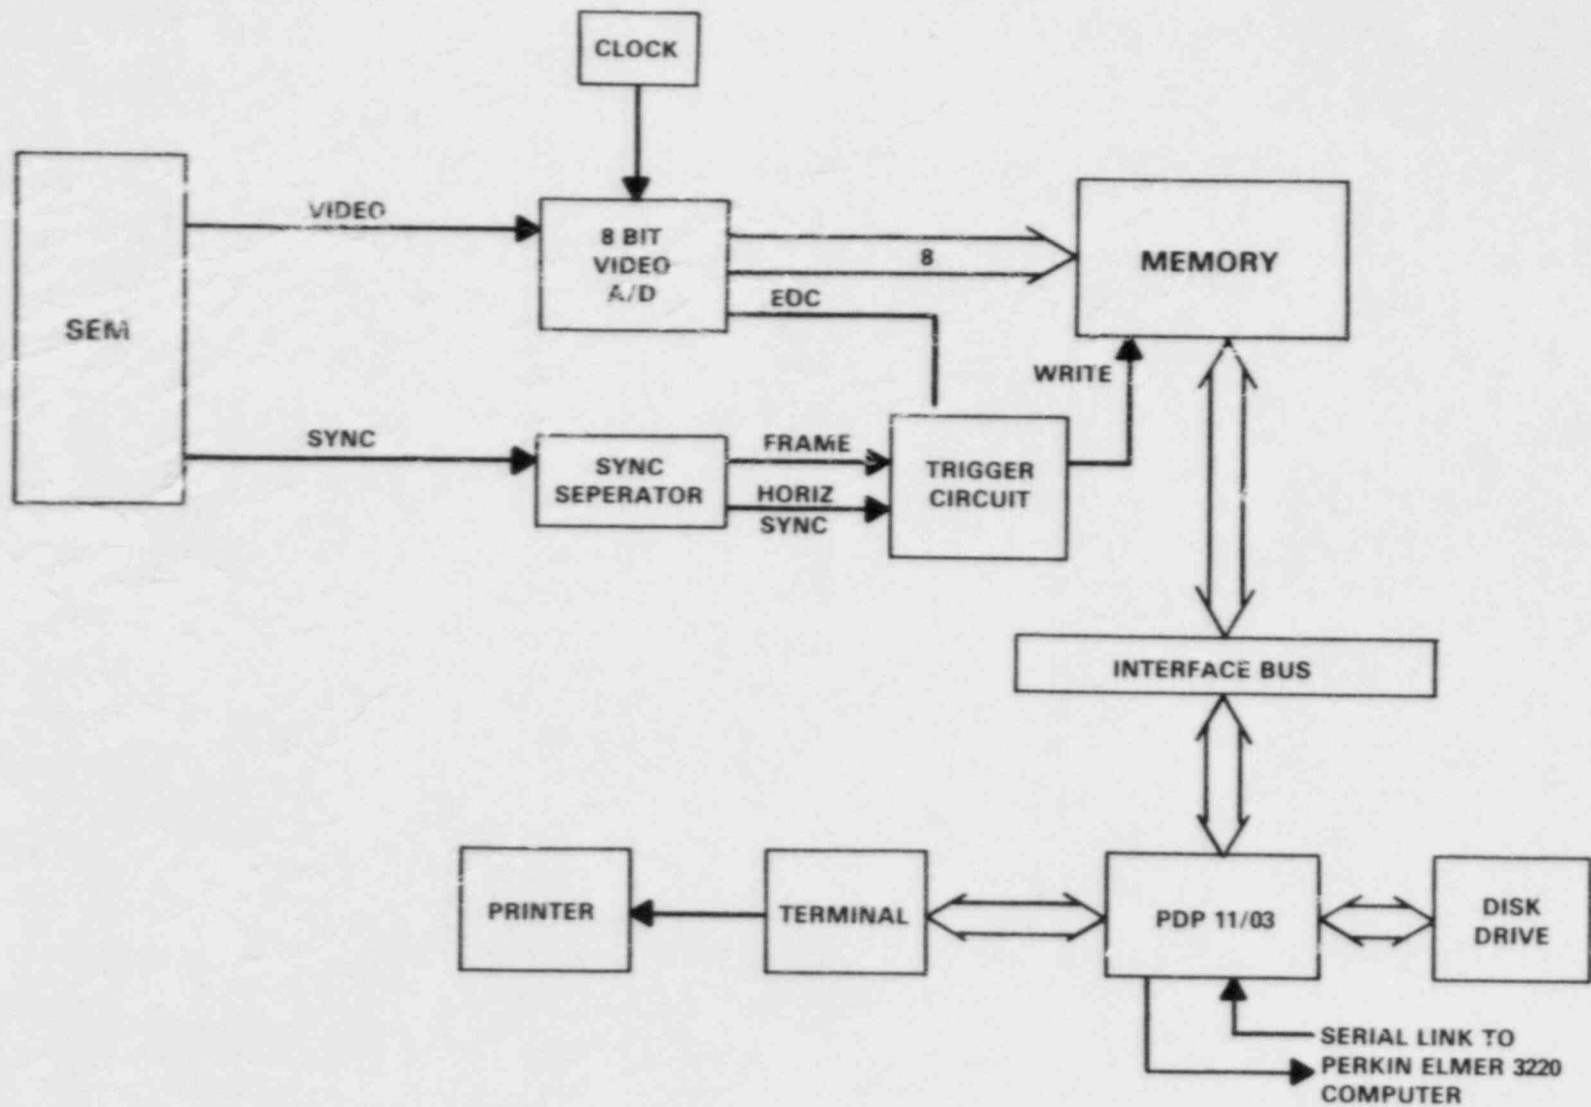 CLOCK
VIDEO
8 BIT
VIDEO
A/D
8
EOC
MEMORY
SEM
WRITE
SYNC
SYNC
SEPERATOR
FRAME
HORIZ
SYNC
TRIGGER
CIRCUIT
INTERFACE BUS
PRINTER
TERMINAL
PDP 11/03
DISK
DRIVE
SERIAL LINK TO
PERKIN ELMER 3220
COMPUTER